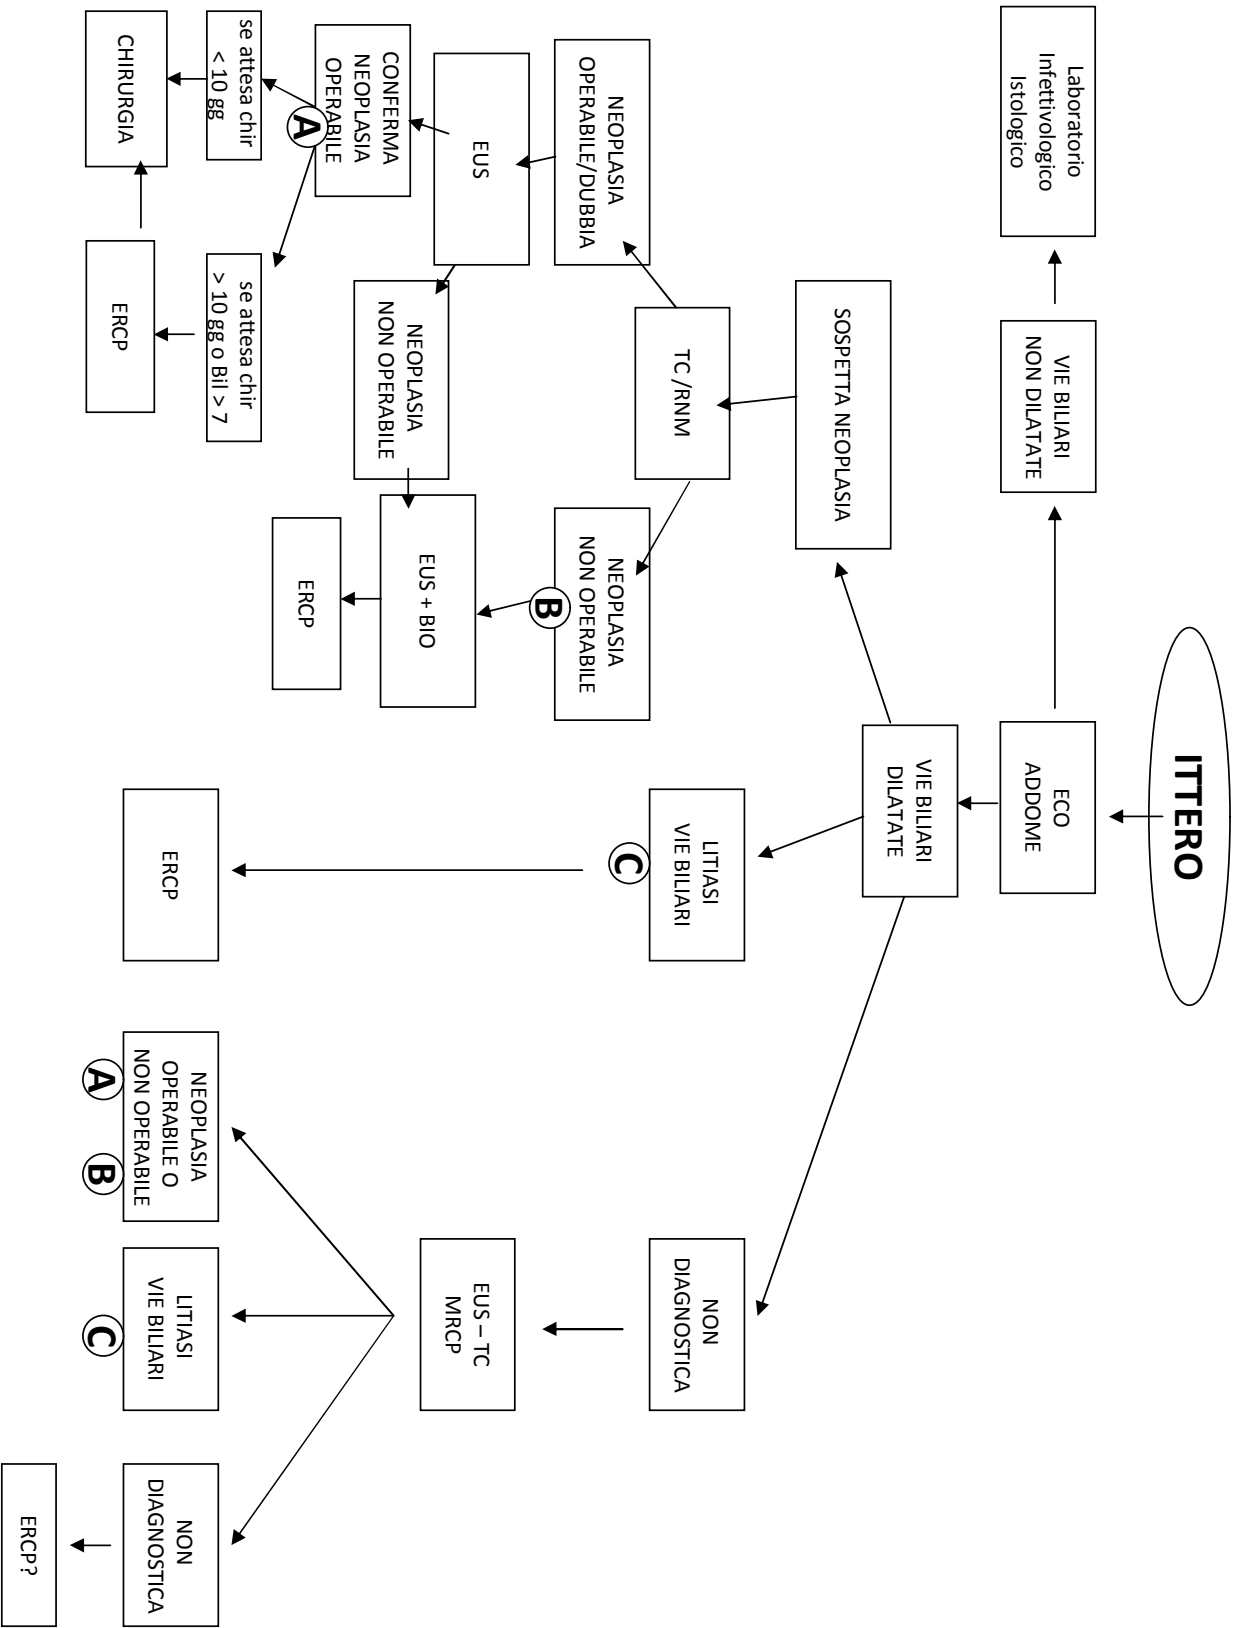 ITTERO
ECO
ADDOME
VIE BILIARI
NON DILATATE
Laboratorio
Infettivologico
Istologico
VIE BILIARI
DILATATE
SOSPETTA NEOPLASIA
LITIASI
VIE BILIARI
C
NON
DIAGNOSTICA
TC /RNM
NEOPLASIA
OPERABILE/DUBBIA
NEOPLASIA
NON OPERABILE
B
EUS
EUS – TC
MRCP
NEOPLASIA
NON OPERABILE
EUS + BIO
CONFERMA
NEOPLASIA
OPERABILE
A
ERCP
se attesa chir
< 10 gg
se attesa chir
> 10 gg o Bil > 7
CHIRURGIA
ERCP
ERCP
NEOPLASIA
OPERABILE O
NON OPERABILE
A
B
LITIASI
VIE BILIARI
C
NON
DIAGNOSTICA
ERCP?